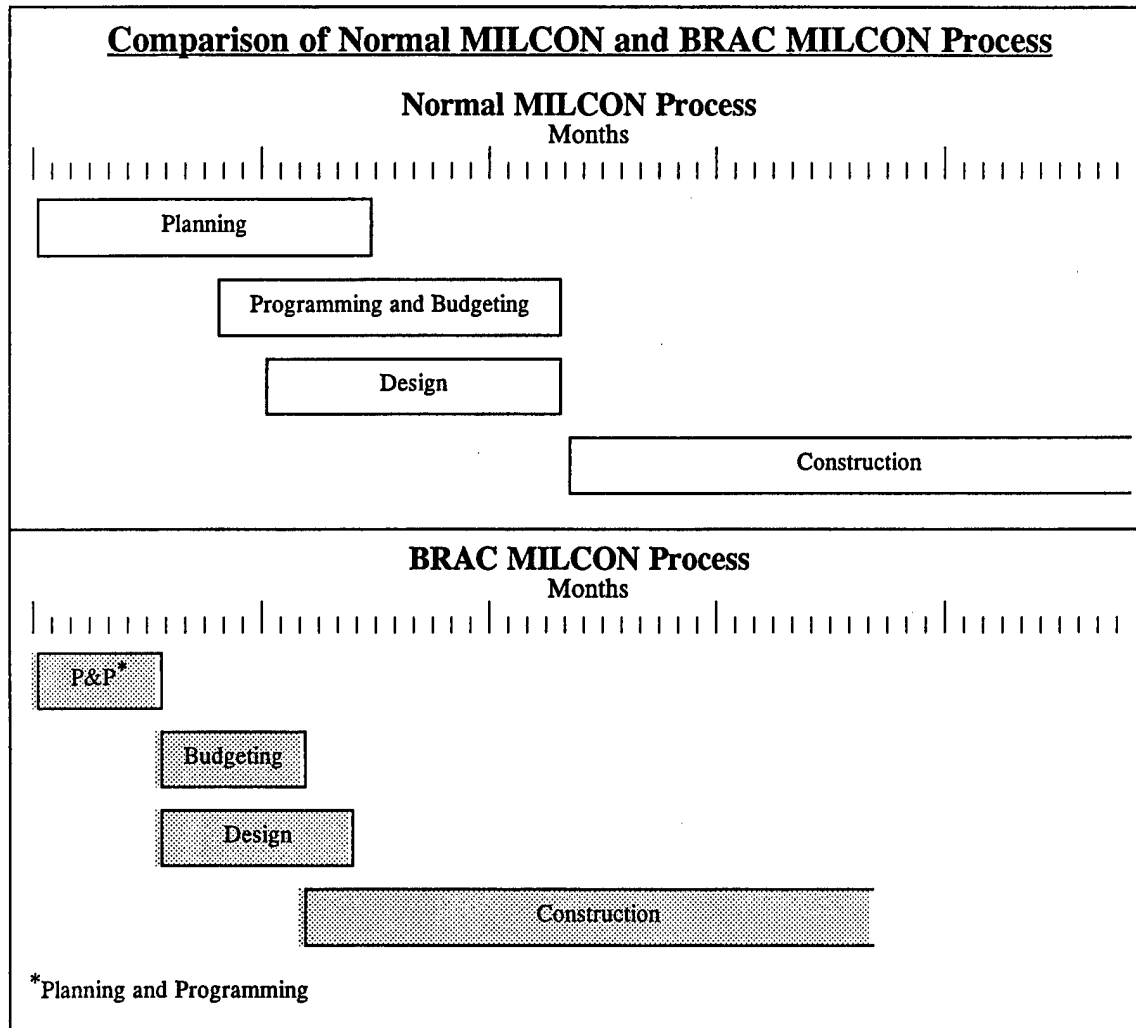 Comparison of Normal MILCON and BRAC MILCON Process
Normal MILCON Process
Months
Planning
Programming and Budgeting
Design
Construction
BRAC MILCON Process
Months
P&P*
Budgeting
Design
Construction
*Planning and Programming